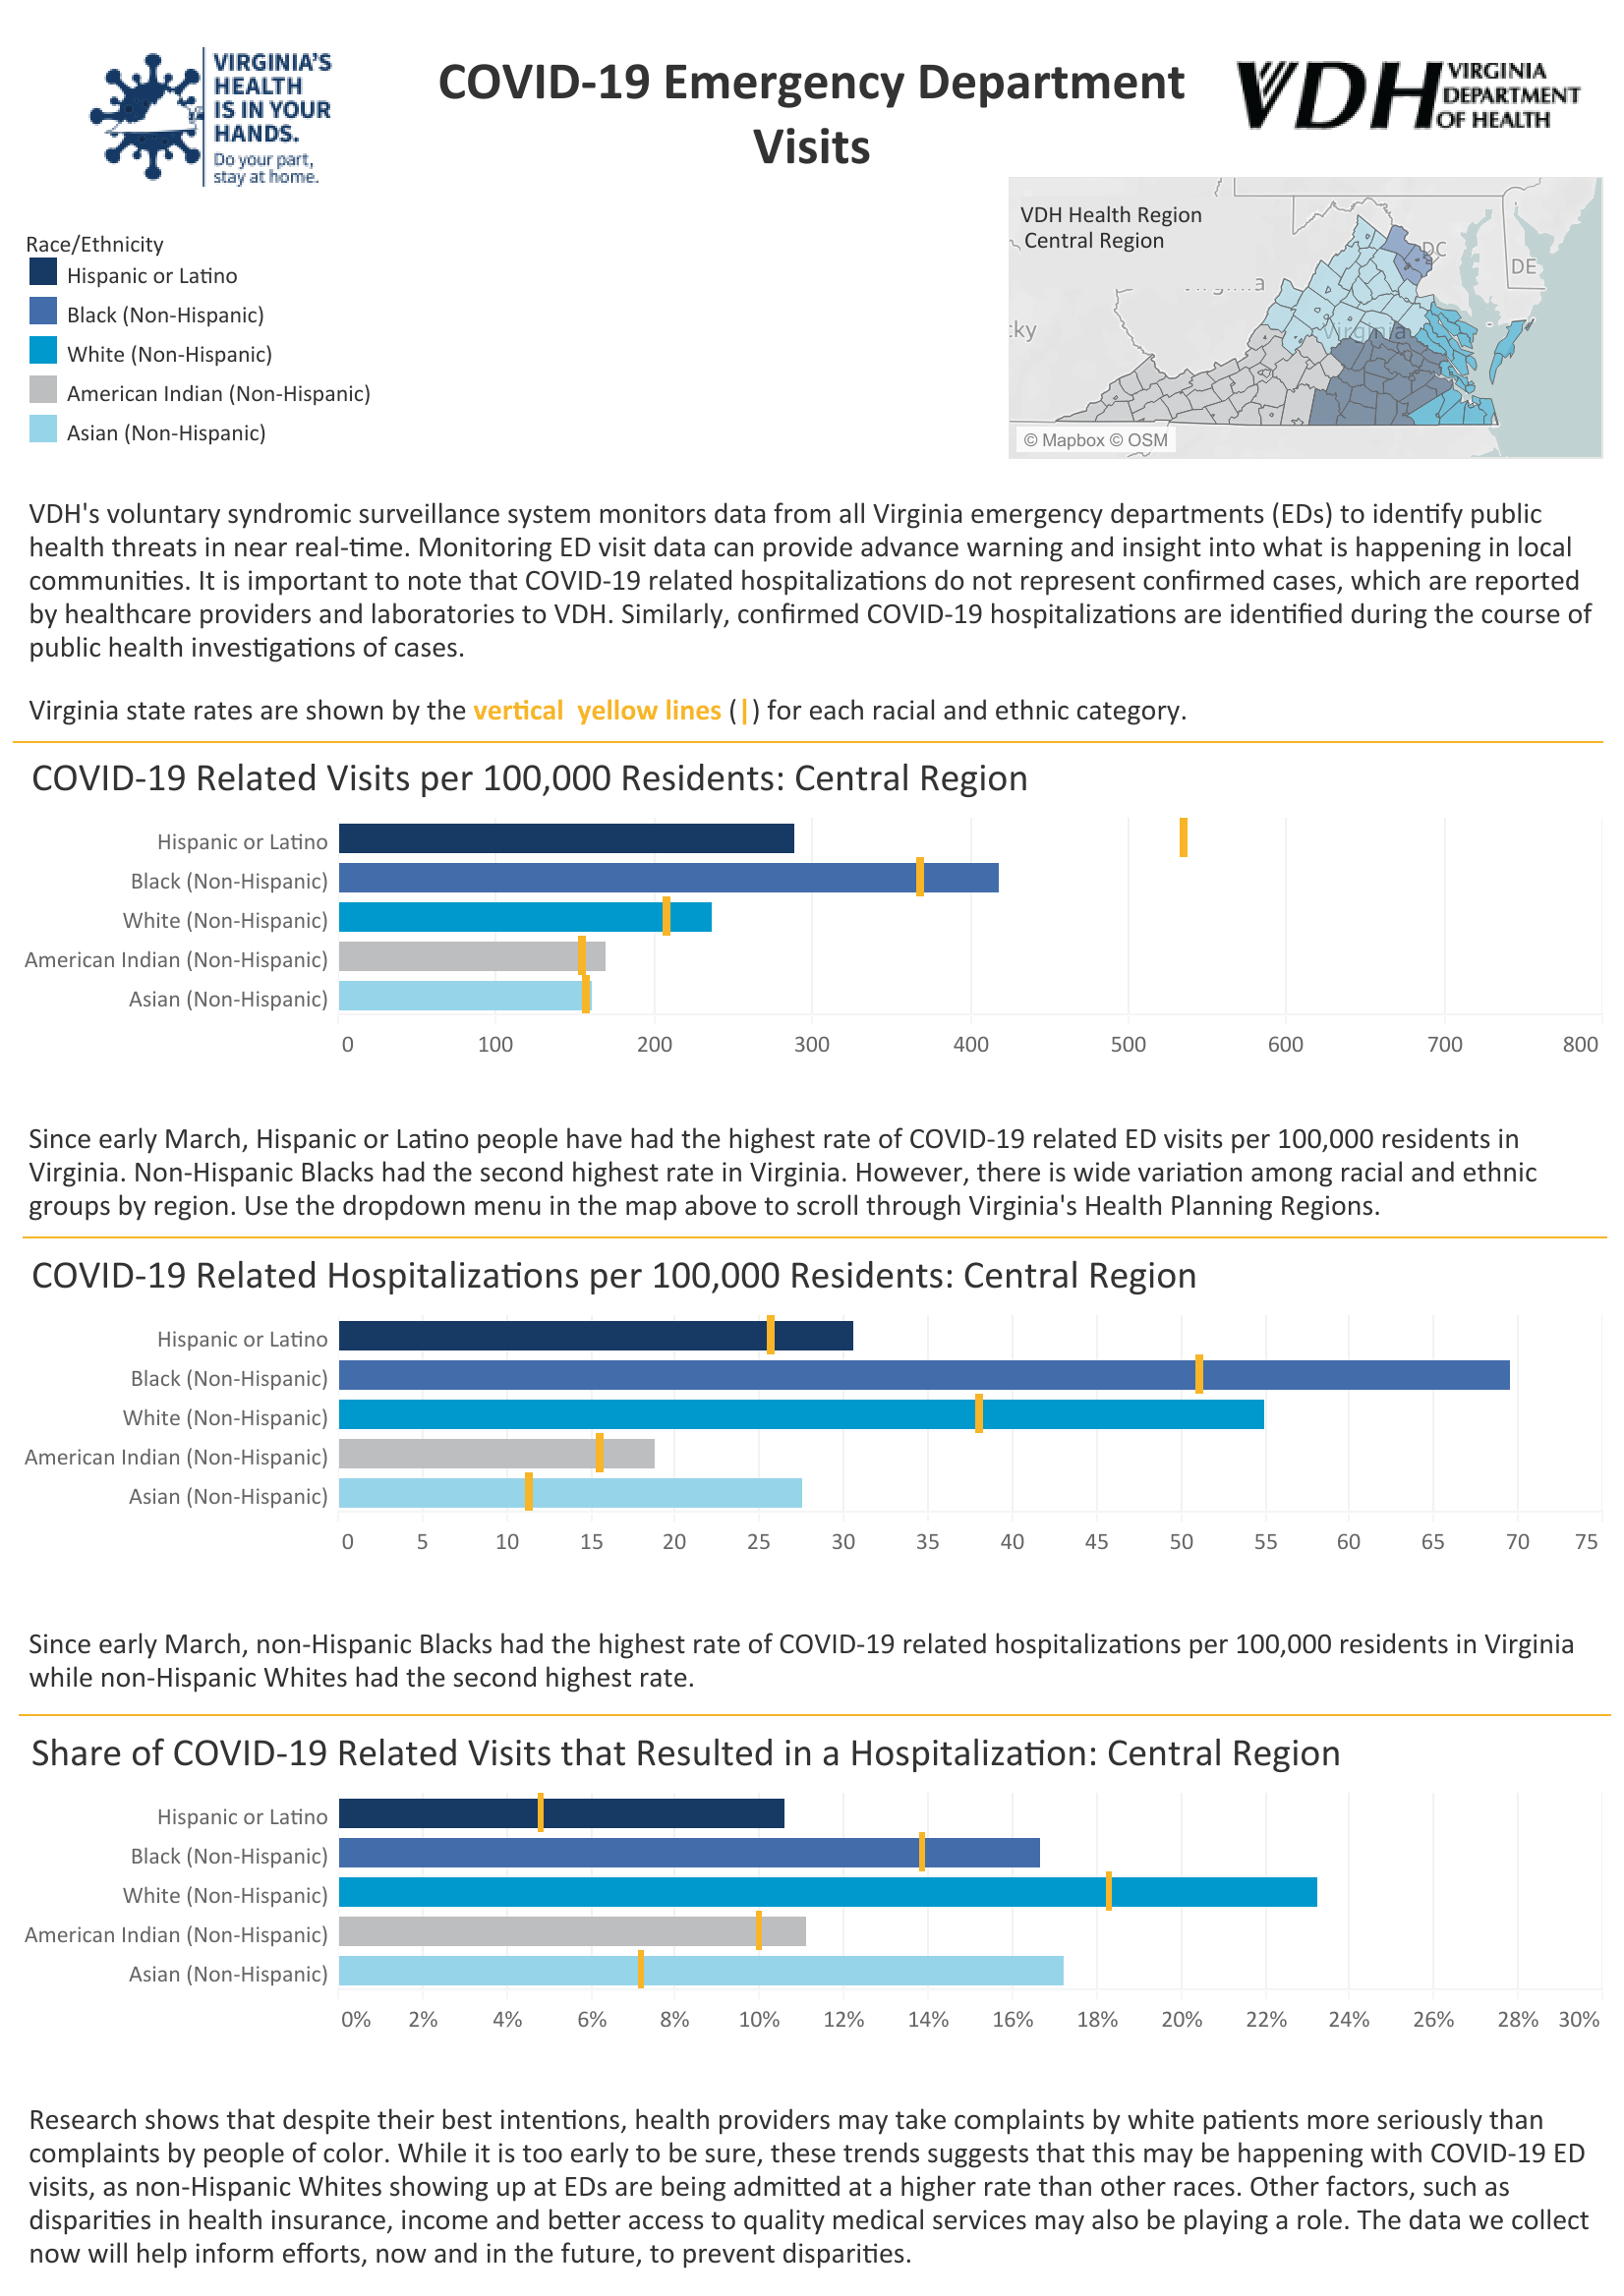 VIRGINIA'S
HEALTH
IS IN YOUR
HANDS.
Do your part,
stay at home.
COVID-19 Emergency Department
Visits
VDH VIRGINIA
DEPARTMENT
OF HEALTH
Race/Ethnicity
Hispanic or Latino
Black (Non-Hispanic)
White (Non-Hispanic)
American Indian (Non-Hispanic)
Asian (Non-Hispanic)
VDH Health Region
Central Region
DC
DE
Virginia
© Mapbox © OSM
VDH's voluntary syndromic surveillance system monitors data from all Virginia emergency departments (EDs) to identify public
health threats in near real-time. Monitoring ED visit data can provide advance warning and insight into what is happening in local
communities. It is important to note that COVID-19 related hospitalizations do not represent confirmed cases, which are reported
by healthcare providers and laboratories to VDH. Similarly, confirmed COVID-19 hospitalizations are identified during the course of
public health investigations of cases.
Virginia state rates are shown by the vertical yellow lines (|) for each racial and ethnic category.
COVID-19 Related Visits per 100,000 Residents: Central Region
Hispanic or Latino
Black (Non-Hispanic)
White (Non-Hispanic)
American Indian (Non-Hispanic)
Asian (Non-Hispanic)
0 100 200 300 400 500 600 700 800
Since early March, Hispanic or Latino people have had the highest rate of COVID-19 related ED visits per 100,000 residents in
Virginia. Non-Hispanic Blacks had the second highest rate in Virginia. However, there is wide variation among racial and ethnic
groups by region. Use the dropdown menu in the map above to scroll through Virginia's Health Planning Regions.
COVID-19 Related Hospitalizations per 100,000 Residents: Central Region
Hispanic or Latino
Black (Non-Hispanic)
White (Non-Hispanic)
American Indian (Non-Hispanic)
Asian (Non-Hispanic)
0 5 10 15 20 25 30 35 40 45 50 55 60 65 70 75
Since early March, non-Hispanic Blacks had the highest rate of COVID-19 related hospitalizations per 100,000 residents in Virginia
while non-Hispanic Whites had the second highest rate.
Share of COVID-19 Related Visits that Resulted in a Hospitalization: Central Region
Hispanic or Latino
Black (Non-Hispanic)
White (Non-Hispanic)
American Indian (Non-Hispanic)
Asian (Non-Hispanic)
0% 2% 4% 6% 8% 10% 12% 14% 16% 18% 20% 22% 24% 26% 28% 30%
Research shows that despite their best intentions, health providers may take complaints by white patients more seriously than
complaints by people of color. While it is too early to be sure, these trends suggests that this may be happening with COVID-19 ED
visits, as non-Hispanic Whites showing up at EDs are being admitted at a higher rate than other races. Other factors, such as
disparities in health insurance, income and better access to quality medical services may also be playing a role. The data we collect
now will help inform efforts, now and in the future, to prevent disparities.